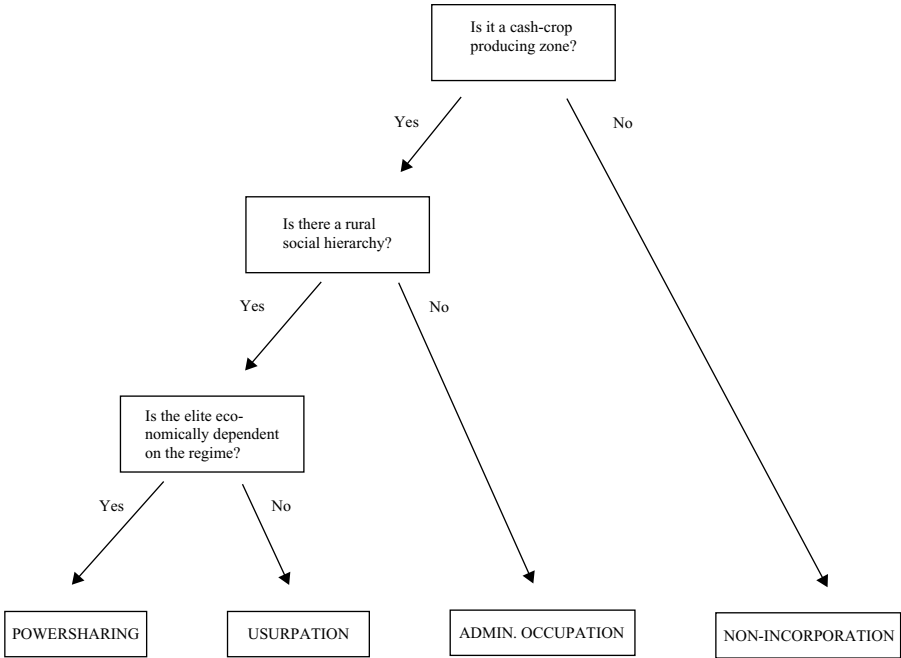 Is it a cash-crop
producing zone?
Yes
No
Is there a rural
social hierarchy?
Yes
No
Is the elite eco-
nomically dependent
on the regime?
Yes
No
POWERSHARING
USURPATION
ADMIN. OCCUPATION
NON-INCORPORATION